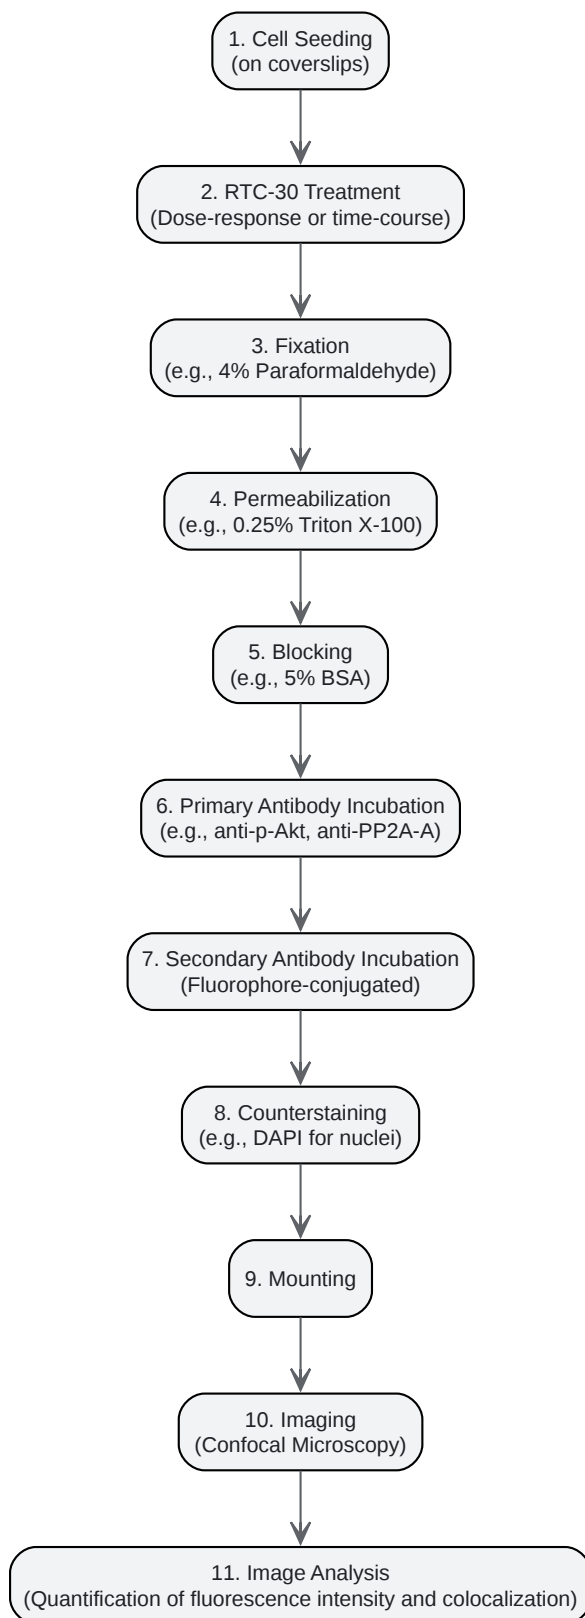 1. Cell Seeding
(on coverslips)
2. RTC-30 Treatment
(Dose-response or time-course)
3. Fixation
(e.g., 4% Paraformaldehyde)
4. Permeabilization
(e.g., 0.25% Triton X-100)
5. Blocking
(e.g., 5% BSA)
6. Primary Antibody Incubation
(e.g., anti-p-Akt, anti-PP2A-A)
7. Secondary Antibody Incubation
(Fluorophore-conjugated)
8. Counterstaining
(e.g., DAPI for nuclei)
9. Mounting
10. Imaging
(Confocal Microscopy)
11. Image Analysis
(Quantification of fluorescence intensity and colocalization)